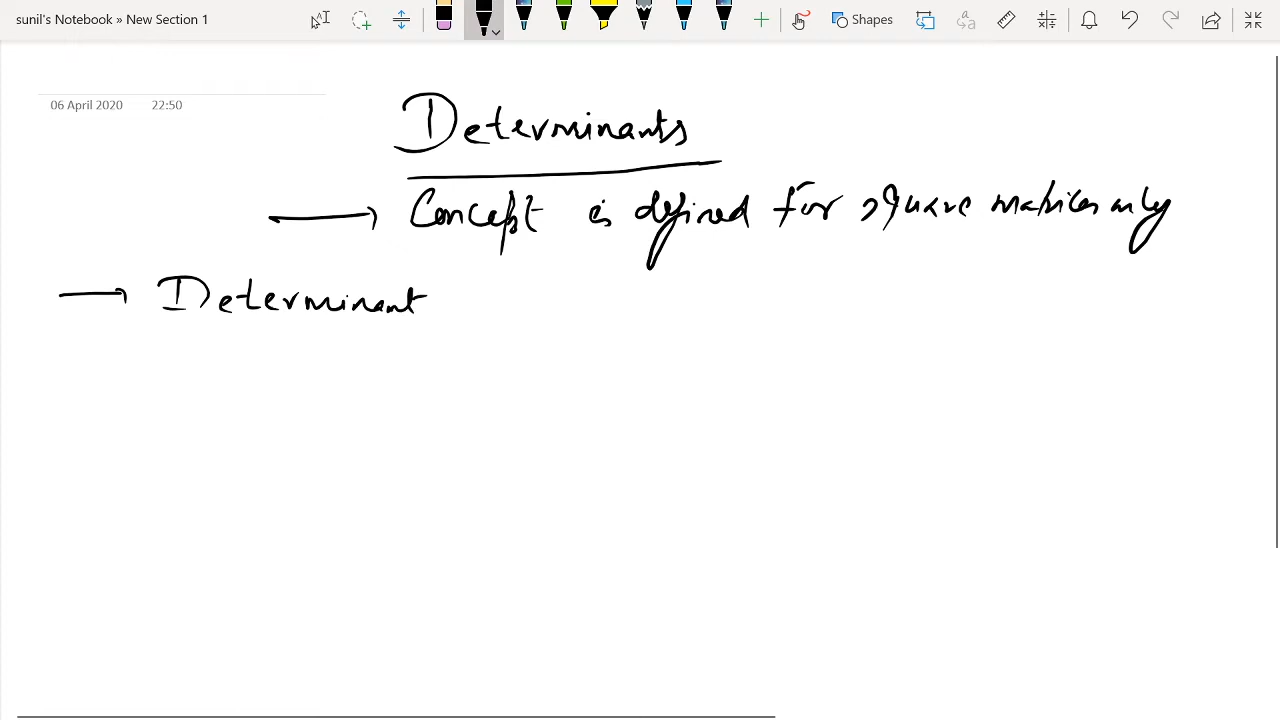 sunil's Notebook » New Section 1
Shapes
06 April 2020 22:50
Determinants
→ Concept is defined for square matrices only
→ Determinant